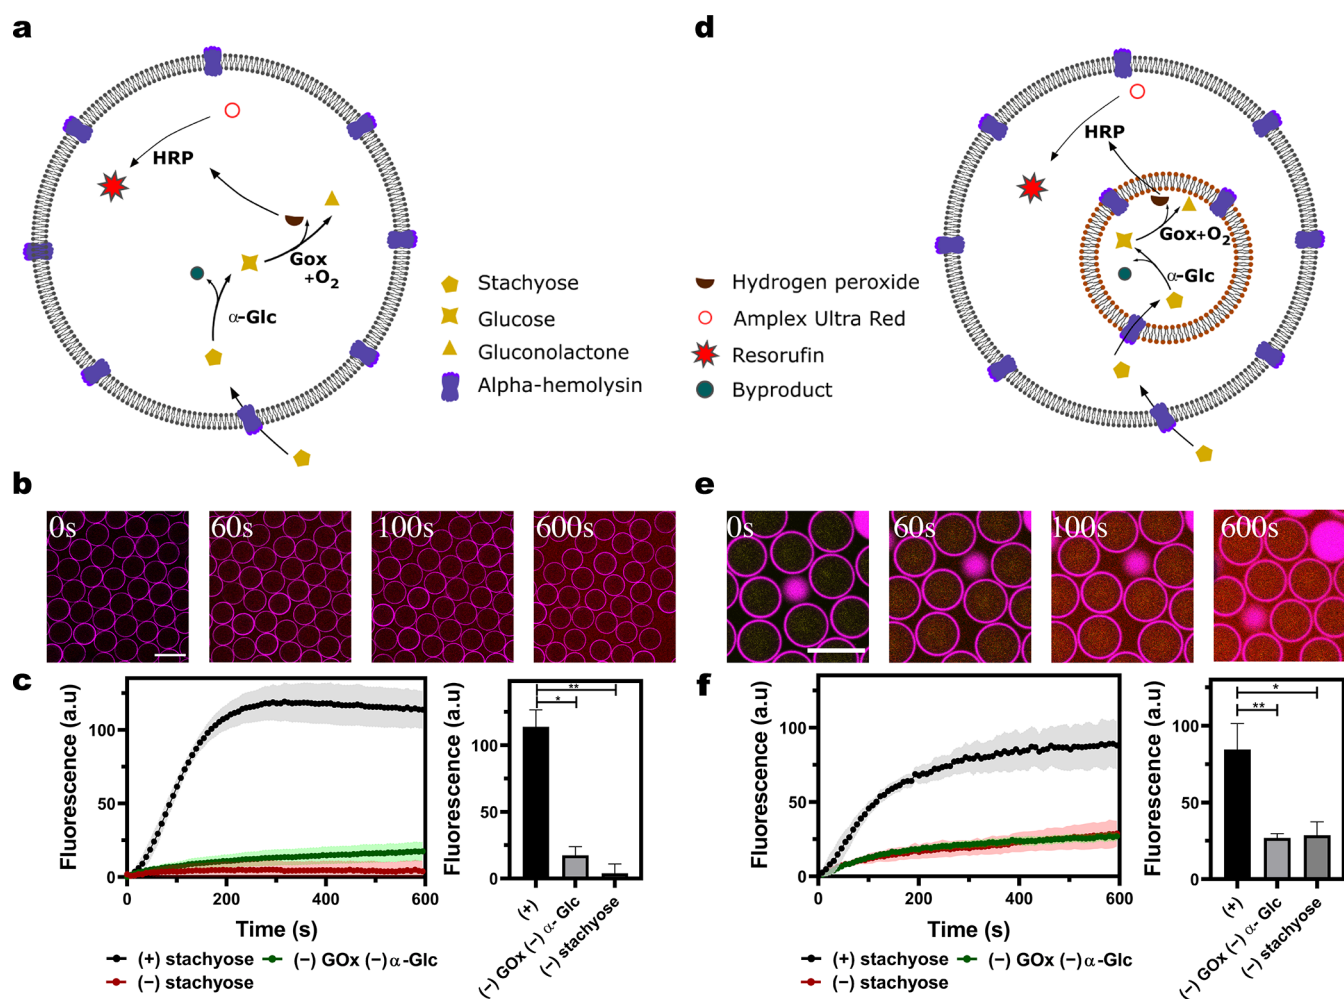 a
HRP
Gox
+O2
α-Glc
Stachyose
Glucose
Gluconolactone
Alpha-hemolysin
Hydrogen peroxide
Amplex Ultra Red
Resorufin
Byproduct
d
HRP
Gox+O2
α-Glc
b
0s
60s
100s
600s
e
0s
60s
100s
600s
c
Fluorescence (a.u)
100
50
0
0
200
400
600
Time (s)
(+) stachyose
(−) GOx (−) α-Glc
(−) stachyose
Fluorescence (a.u)
100
50
0
**
*
(+)
(−) GOx (−) α- Glc
(−) stachyose
f
Fluorescence (a.u)
100
50
0
0
200
400
600
Time (s)
(+) stachyose
(−) GOx (−) α-Glc
(−) stachyose
Fluorescence (a.u)
100
50
0
*
**
(+)
(−) GOx (−) α- Glc
(−) stachyose